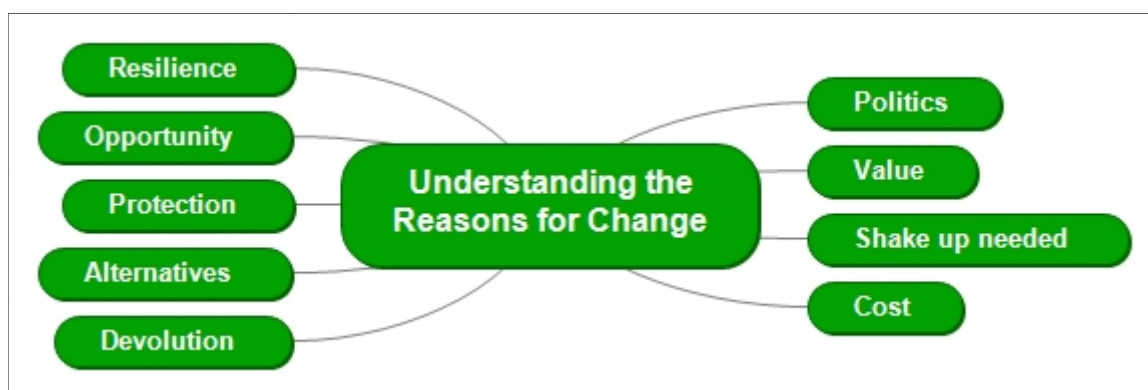 Resilience
Opportunity
Protection
Alternatives
Devolution
Understanding the
Reasons for Change
Politics
Value
Shake up needed
Cost